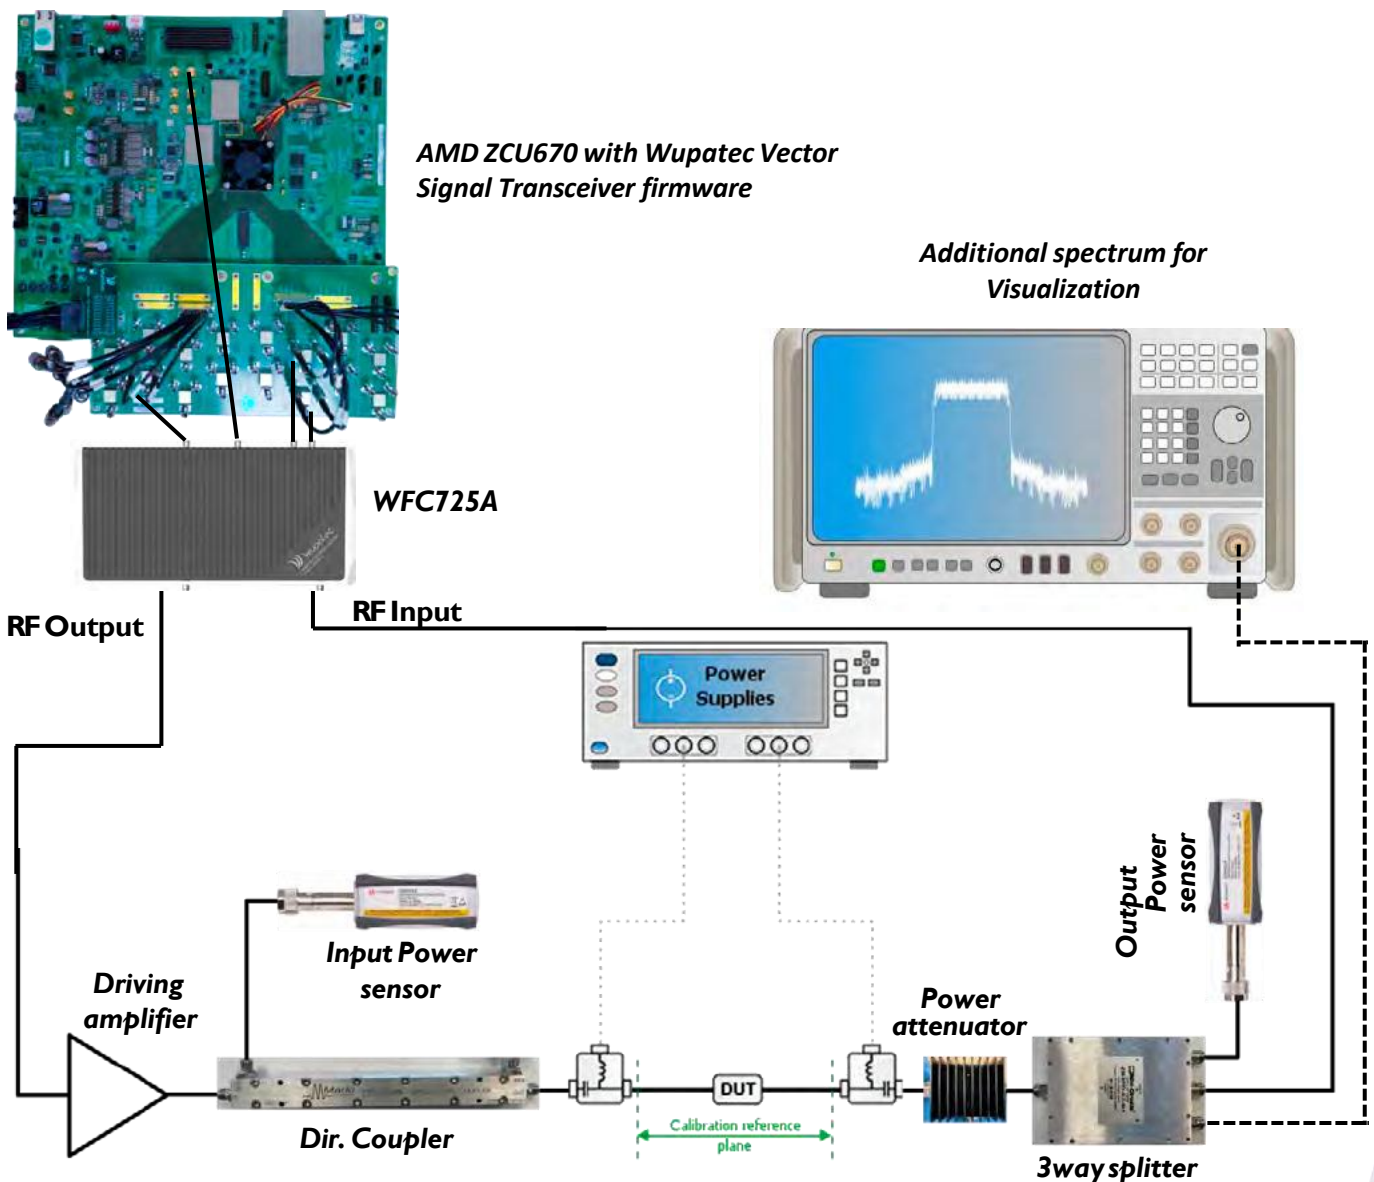 AMD ZCU670 with Wupatec Vector
Signal Transceiver firmware
Additional spectrum for
Visualization
WFC725A
wupatec
RF Output
RF Input
Power
Supplies
Output
Power
sensor
Input Power
sensor
Driving
amplifier
Power
attenuator
DUT
Calibration reference
plane
Dir. Coupler
3way splitter